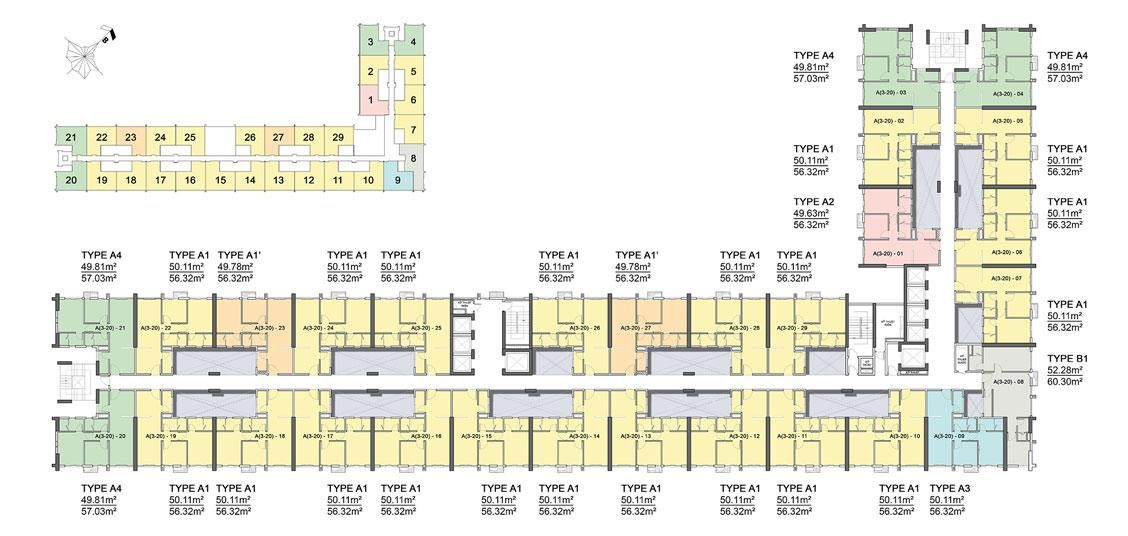 B
3 4
2 5
1 6
7
21 22 23 24 25 26 27 28 29 8
20 19 18 17 16 15 14 13 12 11 10 9
TYPE A4
49.81m²
57.03m²
A(3-20) - 03
A(3-20) - 04
TYPE A4
49.81m²
57.03m²
A(3-20) - 02
A(3-20) - 05
TYPE A1
50.11m²
56.32m²
TYPE A1
50.11m²
56.32m²
TYPE A2
49.63m²
56.32m²
TYPE A1
50.11m²
56.32m²
A(3-20) - 01
A(3-20) - 06
A(3-20) - 07
TYPE A1
50.11m²
56.32m²
TYPE B1
52.28m²
60.30m²
A(3-20) - 08
TYPE A4 TYPE A1 TYPE A1' TYPE A1 TYPE A1 TYPE A1 TYPE A1' TYPE A1 TYPE A1
49.81m² 50.11m² 49.78m² 50.11m² 50.11m² 50.11m² 49.78m² 50.11m² 50.11m²
57.03m² 56.32m² 56.32m² 56.32m² 56.32m² 56.32m² 56.32m² 56.32m² 56.32m²
A(3-20) - 21 A(3-20) - 22 A(3-20) - 23 A(3-20) - 24 A(3-20) - 25 A(3-20) - 26 A(3-20) - 27 A(3-20) - 28 A(3-20) - 29
A(3-20) - 20 A(3-20) - 19 A(3-20) - 18 A(3-20) - 17 A(3-20) - 16 A(3-20) - 15 A(3-20) - 14 A(3-20) - 13 A(3-20) - 12 A(3-20) - 11 A(3-20) - 10 A(3-20) - 09
TYPE A4 TYPE A1 TYPE A1 TYPE A1 TYPE A1 TYPE A1 TYPE A1 TYPE A1 TYPE A1 TYPE A1 TYPE A1 TYPE A3
49.81m² 50.11m² 50.11m² 50.11m² 50.11m² 50.11m² 50.11m² 50.11m² 50.11m² 50.11m² 50.11m² 50.11m²
57.03m² 56.32m² 56.32m² 56.32m² 56.32m² 56.32m² 56.32m² 56.32m² 56.32m² 56.32m² 56.32m² 56.32m²